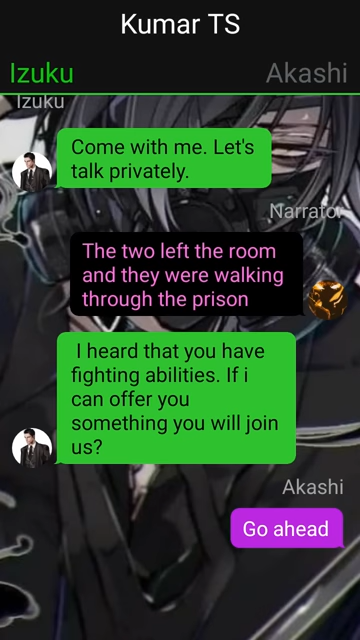 Kumar TS
Izuku
Akashi
Izuku
Come with me. Let's
talk privately.
Narrator
The two left the room
and they were walking
through the prison
I heard that you have
fighting abilities. If i
can offer you
something you will join
us?
Akashi
Go ahead